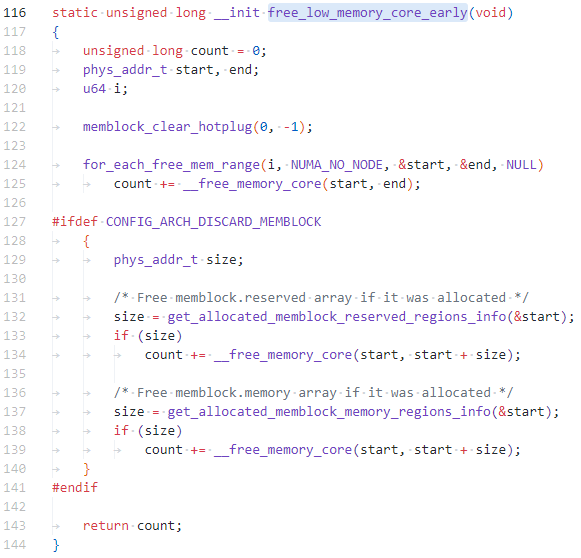 116 static unsigned long __init free_low_memory_core_early(void)
117 {
118 → unsigned long count = 0;
119 → phys_addr_t start, end;
120 → u64 i;
121
122 → memblock_clear_hotplug(0, -1);
123
124 → for_each_free_mem_range(i, NUMA_NO_NODE, &start, &end, NULL)
125 → → count += __free_memory_core(start, end);
126
127 #ifdef CONFIG_ARCH_DISCARD_MEMBLOCK
128 → {
129 → → phys_addr_t size;
130
131 → → /* Free memblock.reserved array if it was allocated */
132 → → size = get_allocated_memblock_reserved_regions_info(&start);
133 → → if (size)
134 → → → count += __free_memory_core(start, start + size);
135
136 → → /* Free memblock.memory array if it was allocated */
137 → → size = get_allocated_memblock_memory_regions_info(&start);
138 → → if (size)
139 → → → count += __free_memory_core(start, start + size);
140 → }
141 #endif
142
143 → return count;
144 }